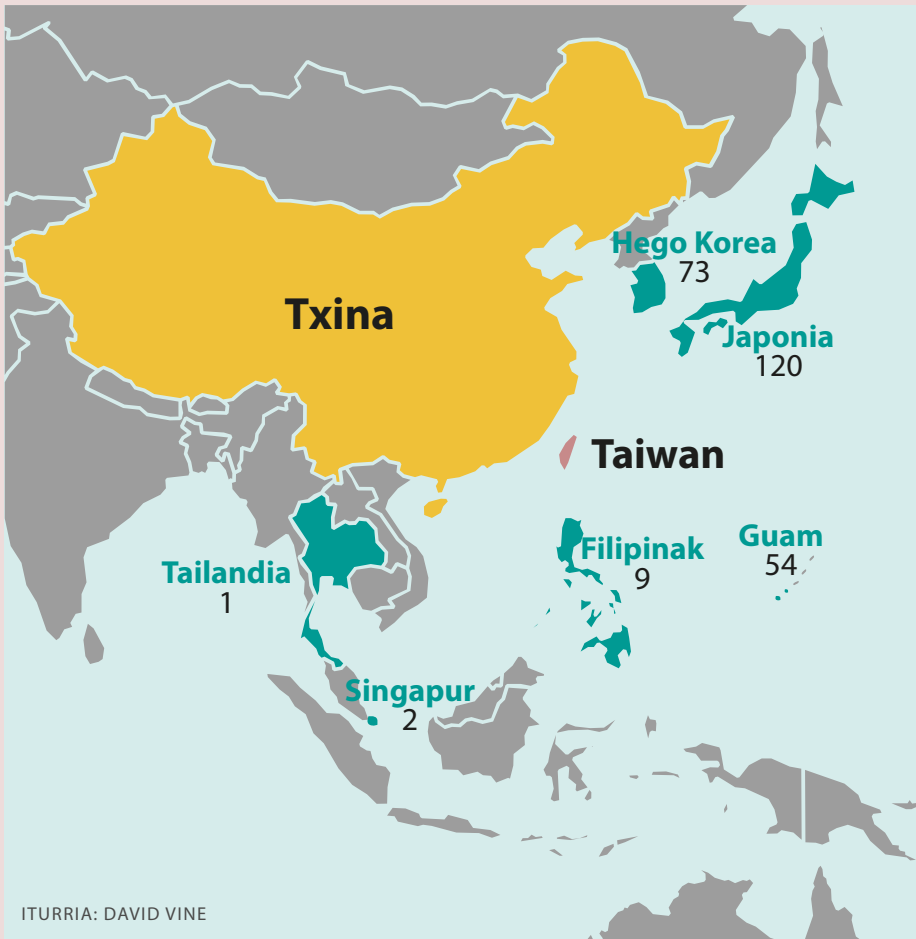 Hego Korea
73
Txina
Japonia
120
Taiwan
Guam
54
Filipinak
9
Tailandia
1
Singapur
2
ITURRIA: DAVID VINE